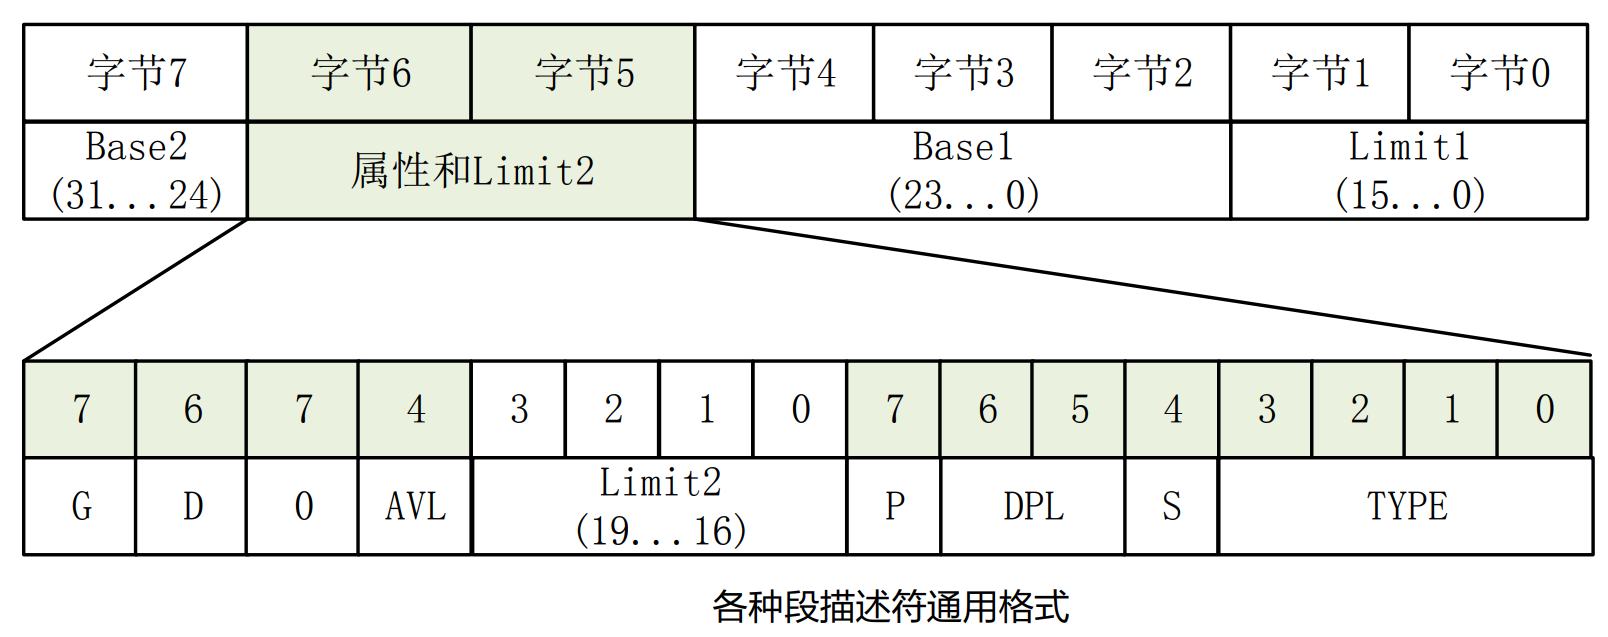 字节7 字节6 字节5 字节4 字节3 字节2 字节1 字节0
Base2 (31...24) 属性和Limit2 Base1 (23...0) Limit1 (15...0)
7 6 7 4 3 2 1 0 7 6 5 4 3 2 1 0
G D 0 AVL Limit2 (19...16) P DPL S TYPE
各种段描述符通用格式